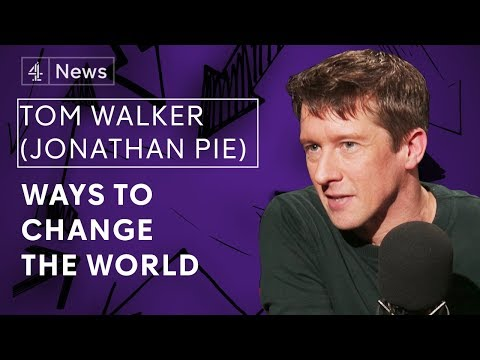 4 News
TOM WALKER
(JONATHAN PIE)
WAYS TO
CHANGE
THE WORLD